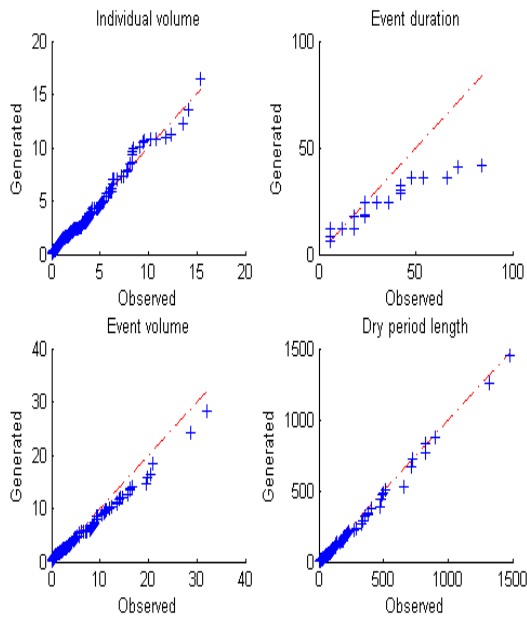 Individual volume
20
15
10
5
0
Generated
0 5 10 15 20
Observed
Event duration
100
50
0
Generated
0 50 100
Observed
Event volume
40
30
20
10
0
Generated
0 10 20 30 40
Observed
Dry period length
1500
1000
500
0
Generated
0 500 1000 1500
Observed